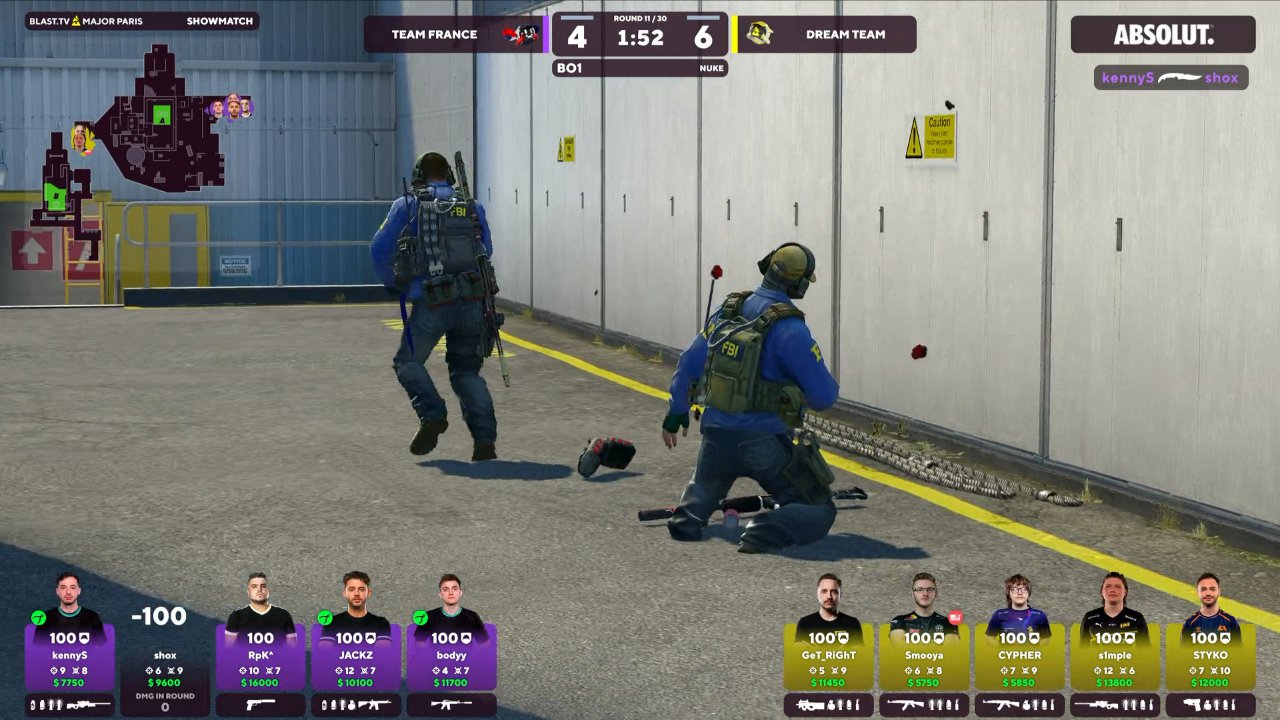 BLAST.TV MAJOR PARIS SHOWMATCH
TEAM FRANCE 4 ROUND 11 / 30 1:52 6 DREAM TEAM
BO1 NUKE
ABSOLUT.
kennyS shox
A
B
Caution
NOTICE
FBI
FBI
-100
100 100 100 100 100 100 100 100 100
kennyS shox RpK^ JACKZ bodyy GeT_RiGhT Smooya CYPHER s1mple STYKO
9 8 6 9 10 7 12 7 4 7 5 9 6 8 7 9 12 6 7 10
$7750 $9600 $16000 $10100 $11700 $11450 $5750 $5850 $13800 $12000
DMG IN ROUND
0